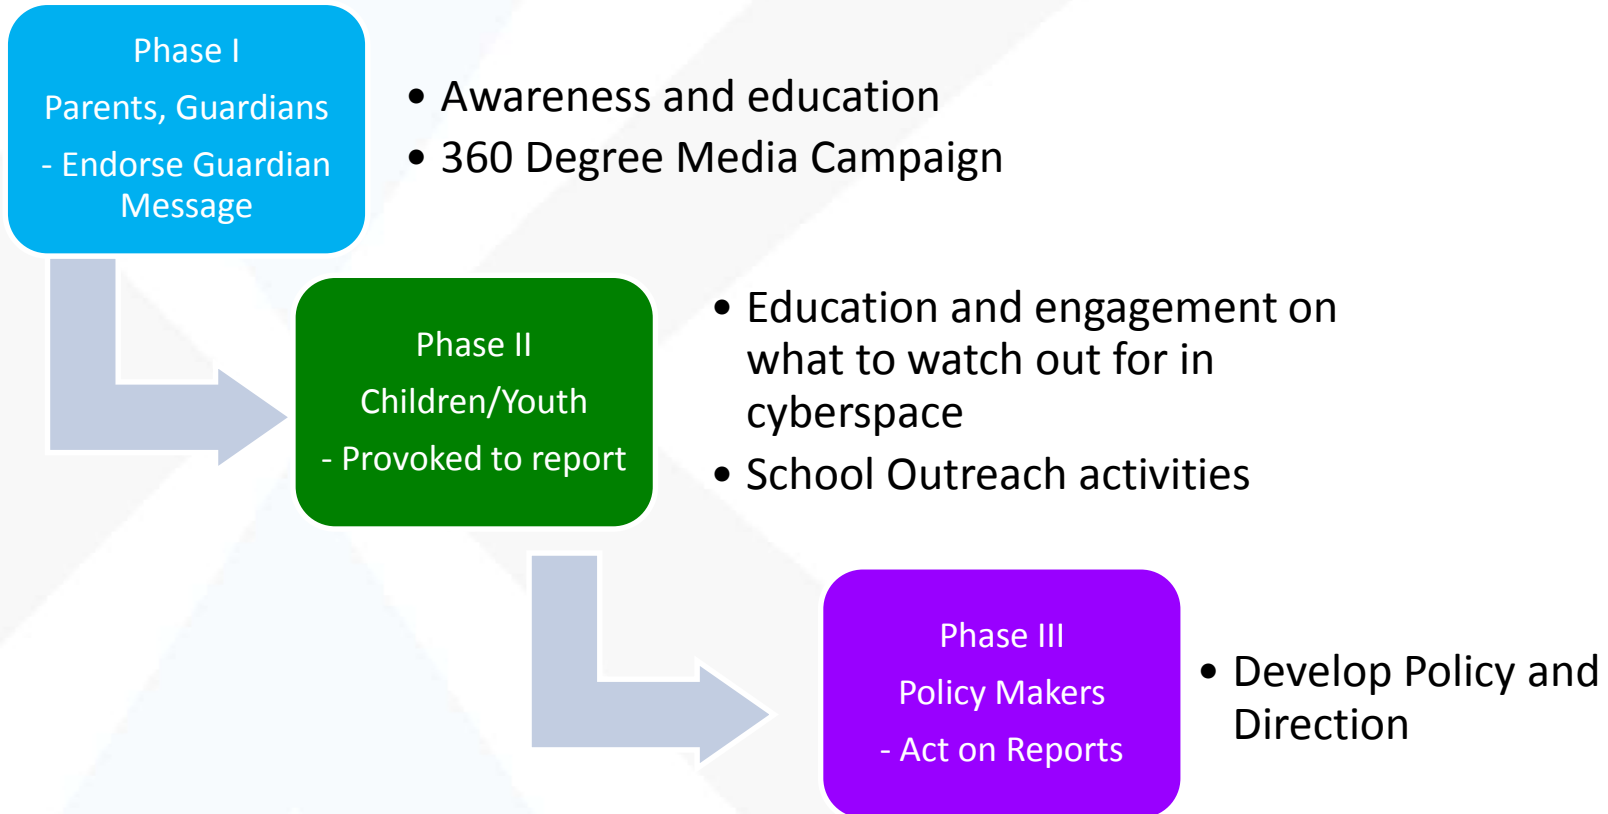 Phase I
Parents, Guardians
- Endorse Guardian
Message
• Awareness and education
• 360 Degree Media Campaign
Phase II
Children/Youth
- Provoked to report
• Education and engagement on
what to watch out for in
cyberspace
• School Outreach activities
Phase III
Policy Makers
- Act on Reports
• Develop Policy and
Direction